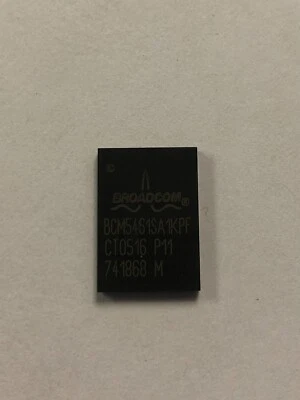 BROADCOM®
BCM5461SA1KPF
CT0516 P11
741868 M